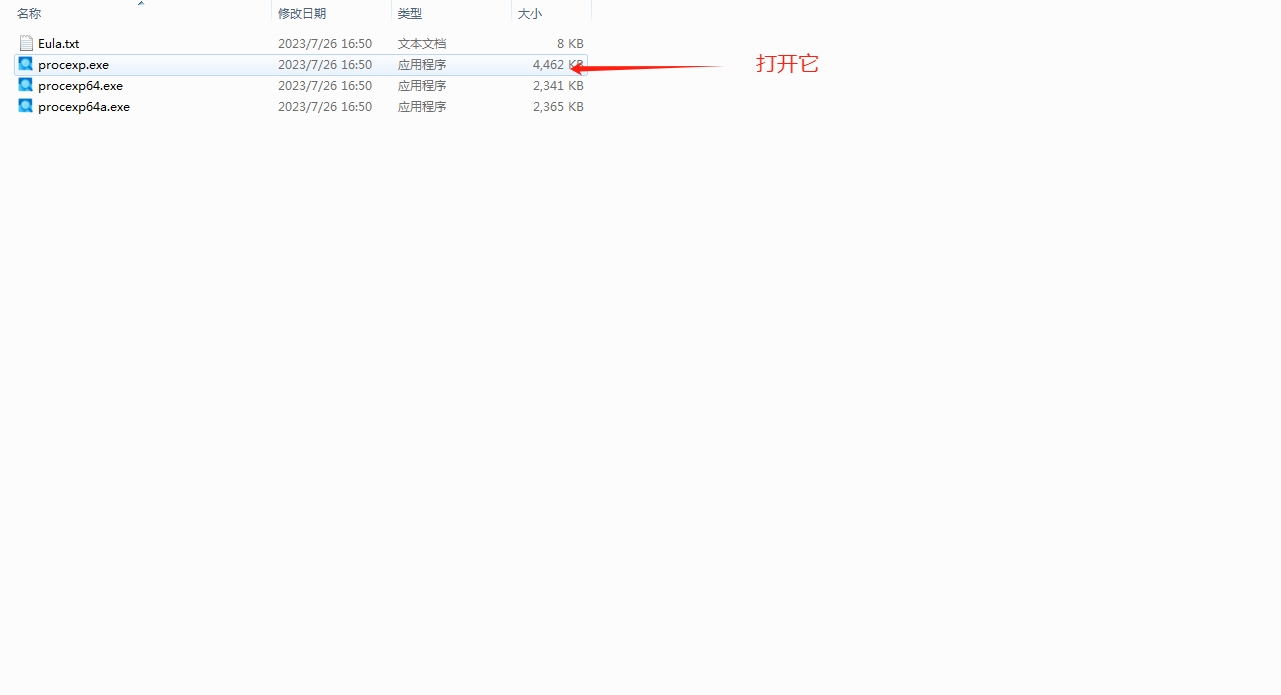 名称 修改日期 类型 大小
Eula.txt 2023/7/26 16:50 文本文档 8 KB
procexp.exe 2023/7/26 16:50 应用程序 4,462 KB 打开它
procexp64.exe 2023/7/26 16:50 应用程序 2,341 KB
procexp64a.exe 2023/7/26 16:50 应用程序 2,365 KB